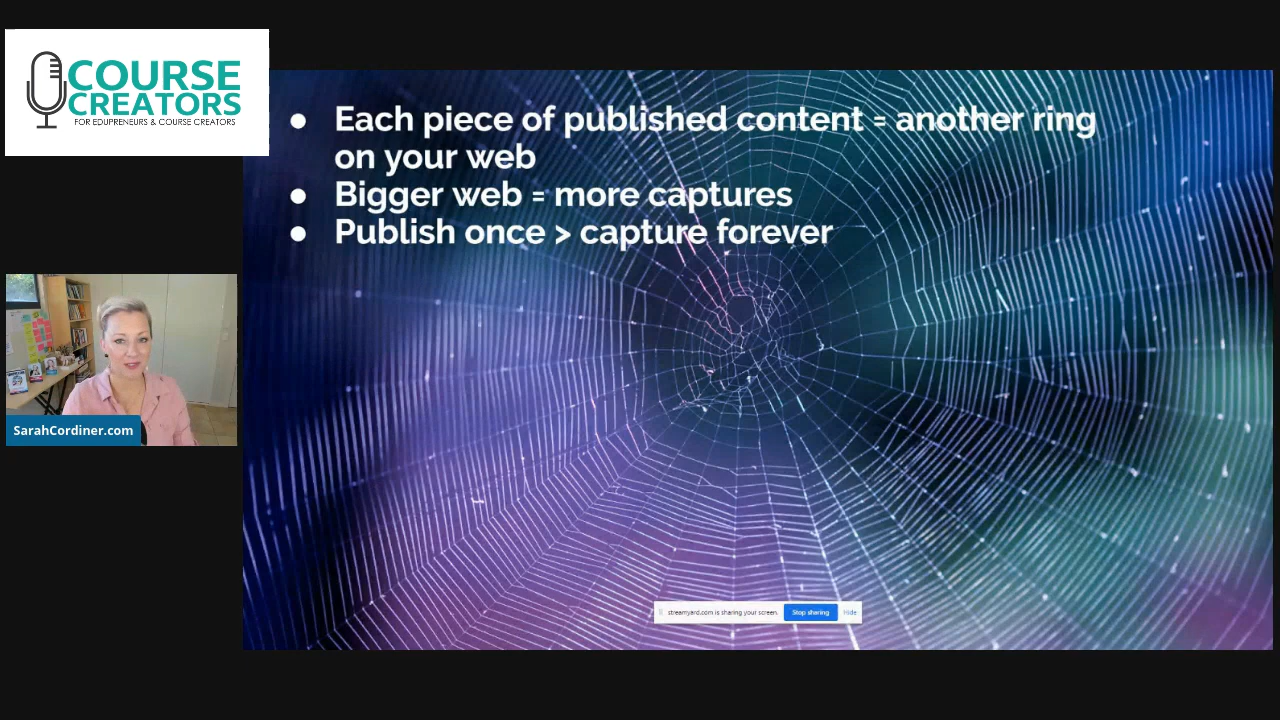 COURSE
CREATORS
FOR EDUPRENEURS & COURSE CREATORS
● Each piece of published content = another ring
on your web
● Bigger web = more captures
● Publish once > capture forever
SarahCordiner.com
streamyard.com is sharing your screen. Stop sharing Hide